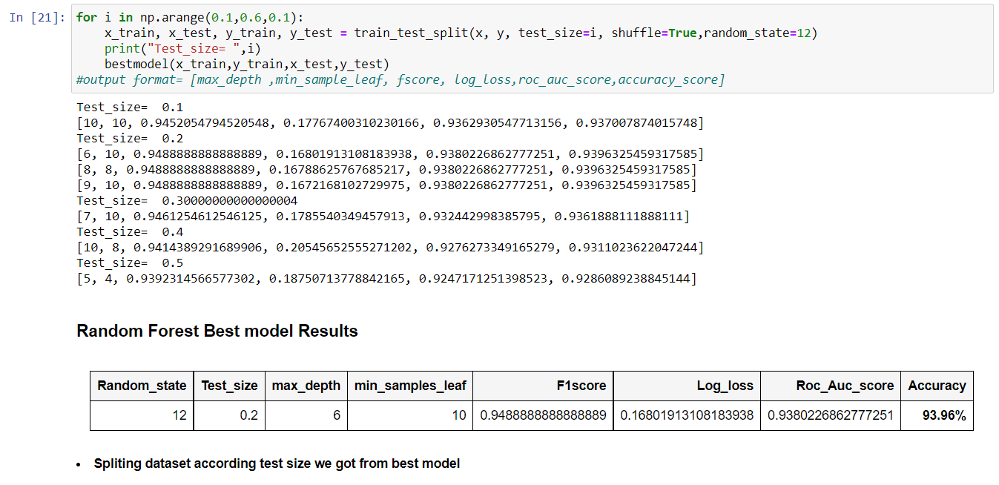 In [21]: for i in np.arange(0.1,0.6,0.1):
    x_train, x_test, y_train, y_test = train_test_split(x, y, test_size=i, shuffle=True,random_state=12)
    print("Test_size= ",i)
    bestmodel(x_train,y_train,x_test,y_test)
#output format= [max_depth ,min_sample_leaf, fscore, log_loss,roc_auc_score,accuracy_score]
Test_size=  0.1
[10, 10, 0.9452054794520548, 0.17767400310230166, 0.9362930547713156, 0.937007874015748]
Test_size=  0.2
[6, 10, 0.9488888888888889, 0.16801913108183938, 0.9380226862777251, 0.9396325459317585]
[8, 8, 0.9488888888888889, 0.16788625767685217, 0.9380226862777251, 0.9396325459317585]
[9, 10, 0.9488888888888889, 0.1672168102729975, 0.9380226862777251, 0.9396325459317585]
Test_size=  0.30000000000000004
[7, 10, 0.9461254612546125, 0.1785540349457913, 0.932442998385795, 0.9361888111888111]
Test_size=  0.4
[10, 8, 0.9414389291689906, 0.20545652555271202, 0.9276273349165279, 0.9311023622047244]
Test_size=  0.5
[5, 4, 0.9392314566577302, 0.18750713778842165, 0.9247171251398523, 0.9286089238845144]
Random Forest Best model Results
Random_state Test_size max_depth min_samples_leaf F1score Log_loss Roc_Auc_score Accuracy
12 0.2 6 10 0.9488888888888889 0.16801913108183938 0.9380226862777251 93.96%
• Spliting dataset according test size we got from best model